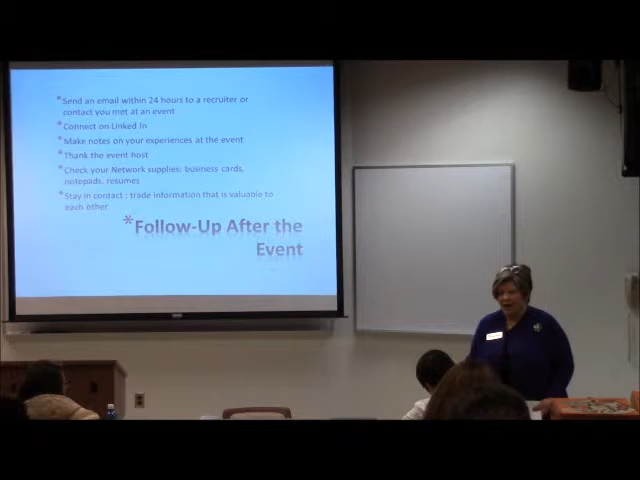 *Send an email within 24 hours to a recruiter or
contact you met at an event
*Connect on Linked In
*Make notes on your experiences at the event
*Thank the event host
*Check your Network supplies: business cards,
notepads, resumes
*Stay in contact : trade information that is valuable to
each other
*Follow-Up After the
Event